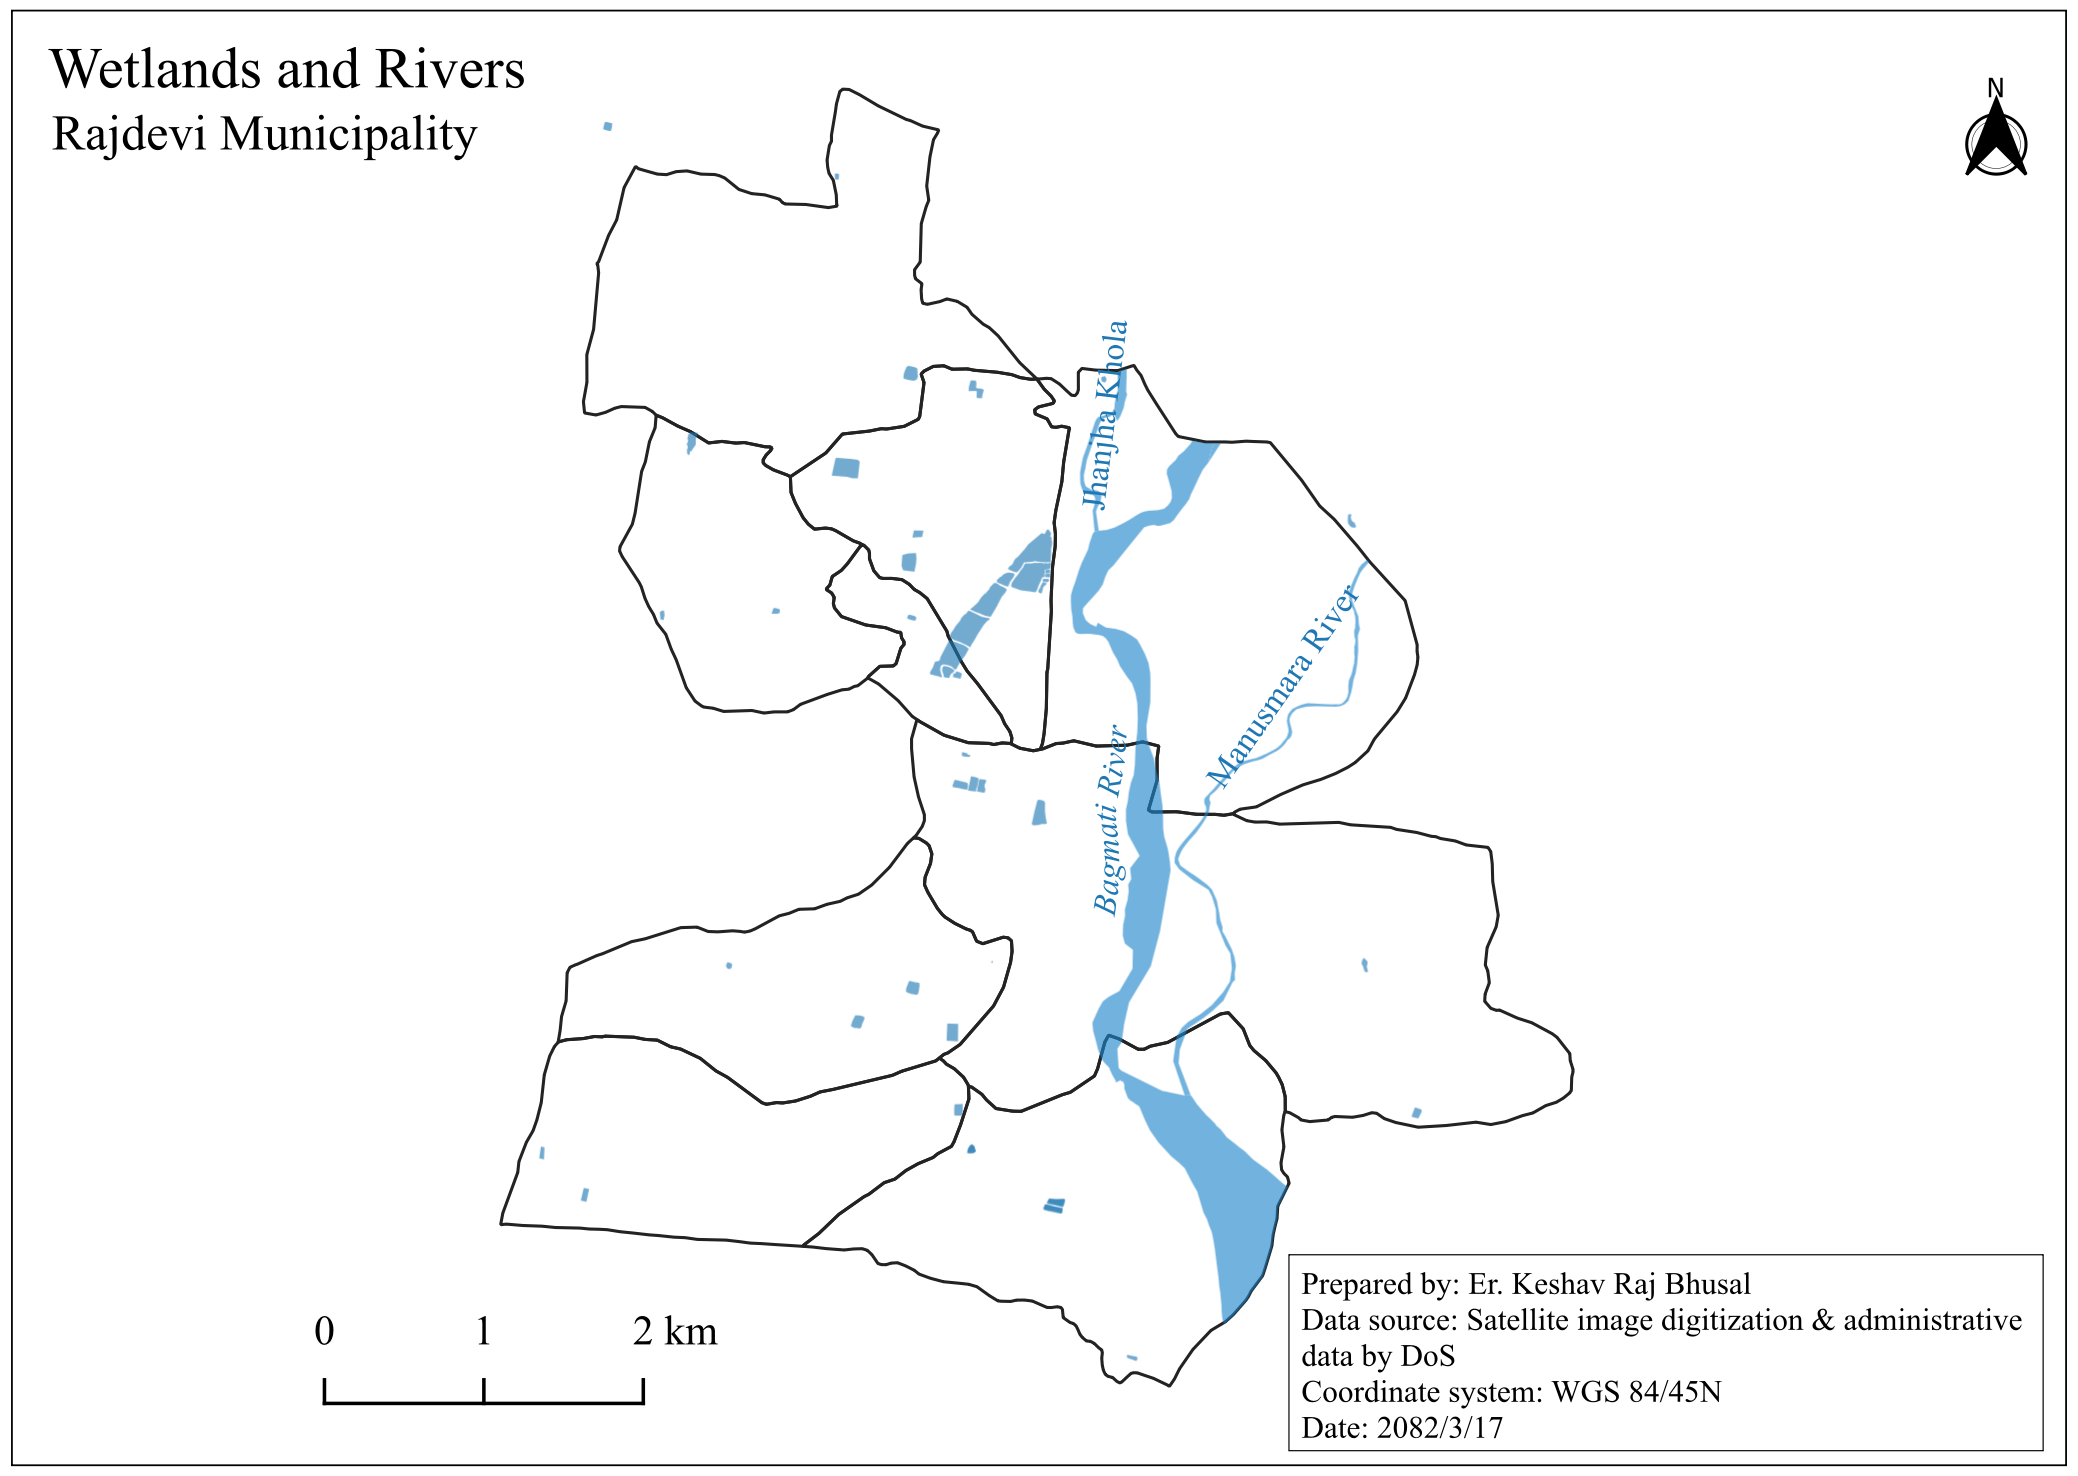 Wetlands and Rivers
Rajdevi Municipality
N
Jhanjha Khola
Manusmara River
Bagmati River
0 1 2 km
Prepared by: Er. Keshav Raj Bhusal
Data source: Satellite image digitization & administrative
data by DoS
Coordinate system: WGS 84/45N
Date: 2082/3/17